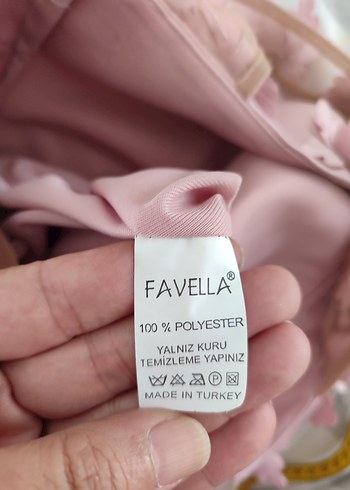 FAVELLA®
100 % POLYESTER
YALNIZ KURU
TEMİZLEME YAPINIZ
P
MADE IN TURKEY